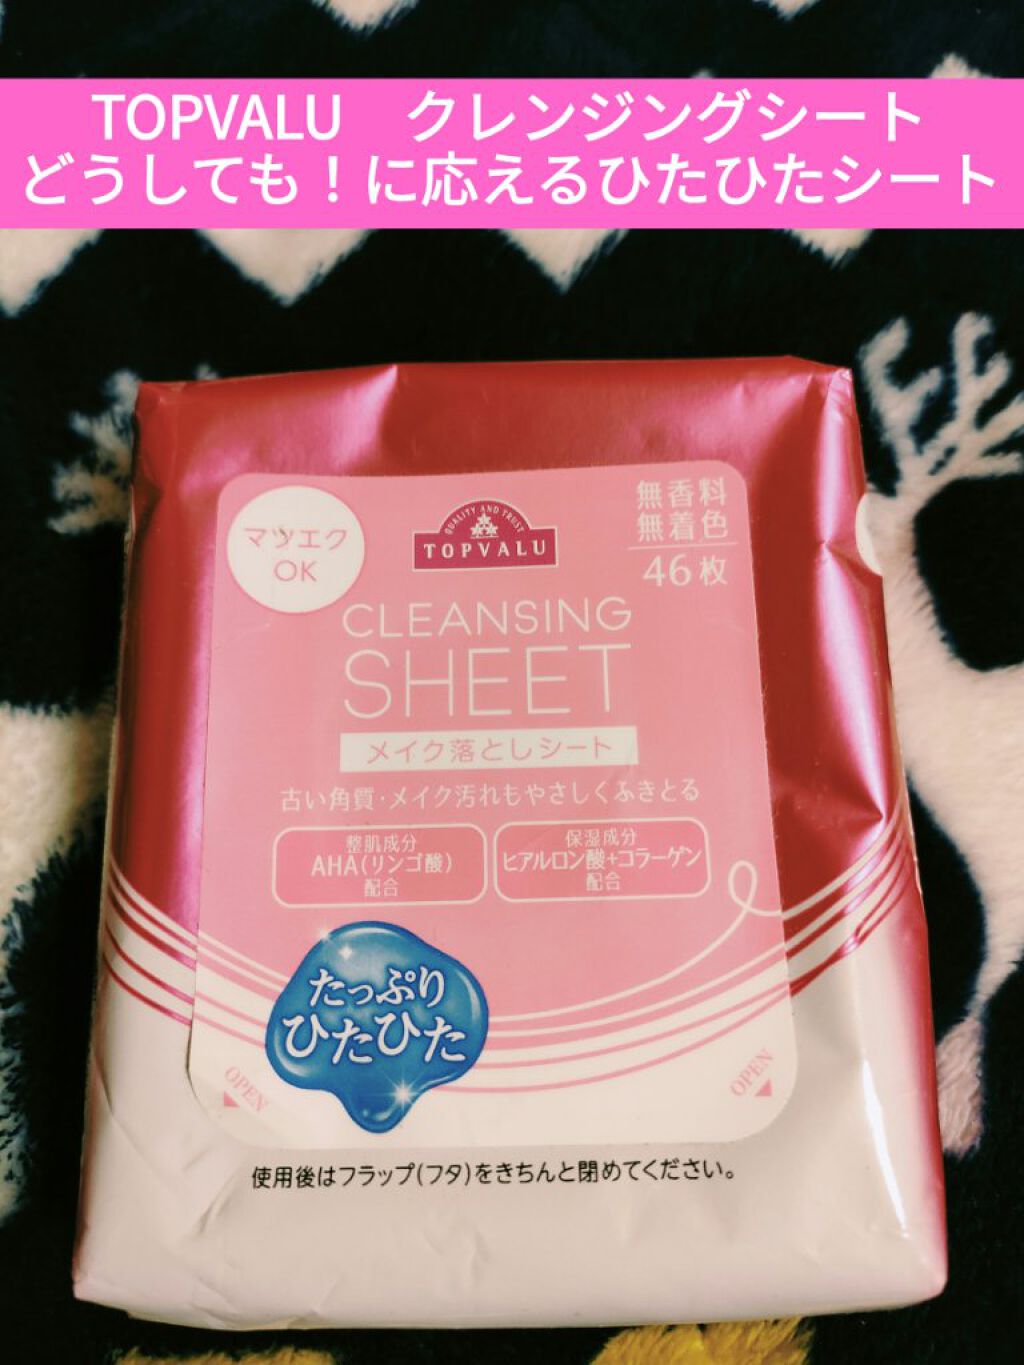 TOPVALU　クレンジングシート
どうしても！に応えるひたひたシート
マツエク
OK
QUALITY AND TRUST
TOPVALU
無香料
無着色
46枚
CLEANSING
SHEET
メイク落としシート
古い角質・メイク汚れもやさしくふきとる
整肌成分
AHA(リンゴ酸)
配合
保湿成分
ヒアルロン酸+コラーゲン
配合
たっぷり
ひたひた
OPEN
OPEN
使用後はフラップ(フタ)をきちんと閉めてください。